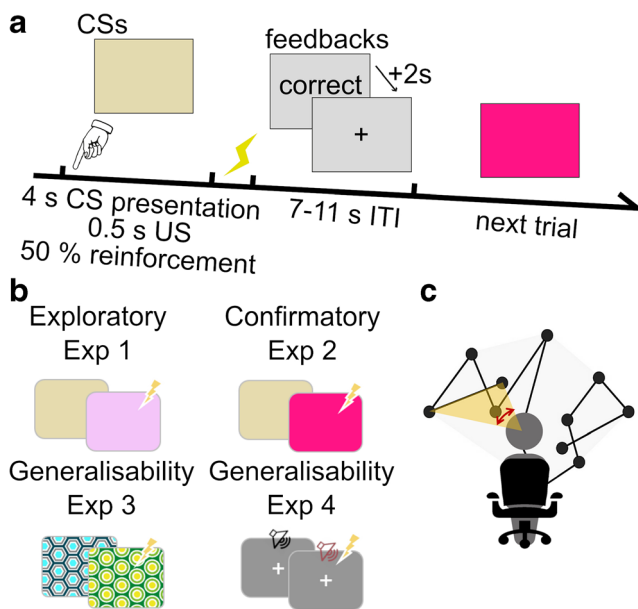 a
CSs
feedbacks
correct
+2s
+
4 s CS presentation
0.5 s US
50 % reinforcement
7-11 s ITI
next trial
b
Exploratory
Exp 1
Confirmatory
Exp 2
Generalisability
Exp 3
Generalisability
Exp 4
+
+
c